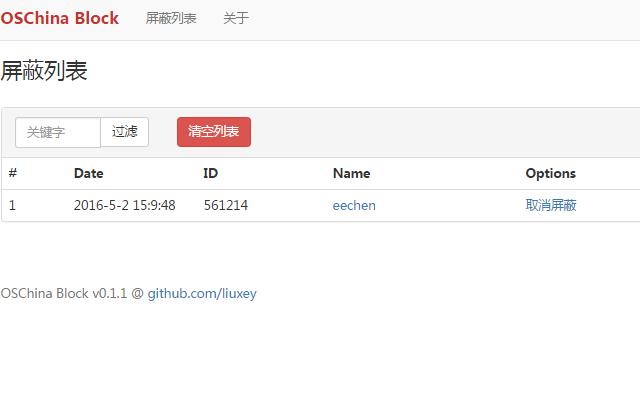 OSChina Block 屏蔽列表 关于
屏蔽列表
关键字 过滤 清空列表
# Date ID Name Options
1 2016-5-2 15:9:48 561214 eechen 取消屏蔽
OSChina Block v0.1.1 @ github.com/liuxey